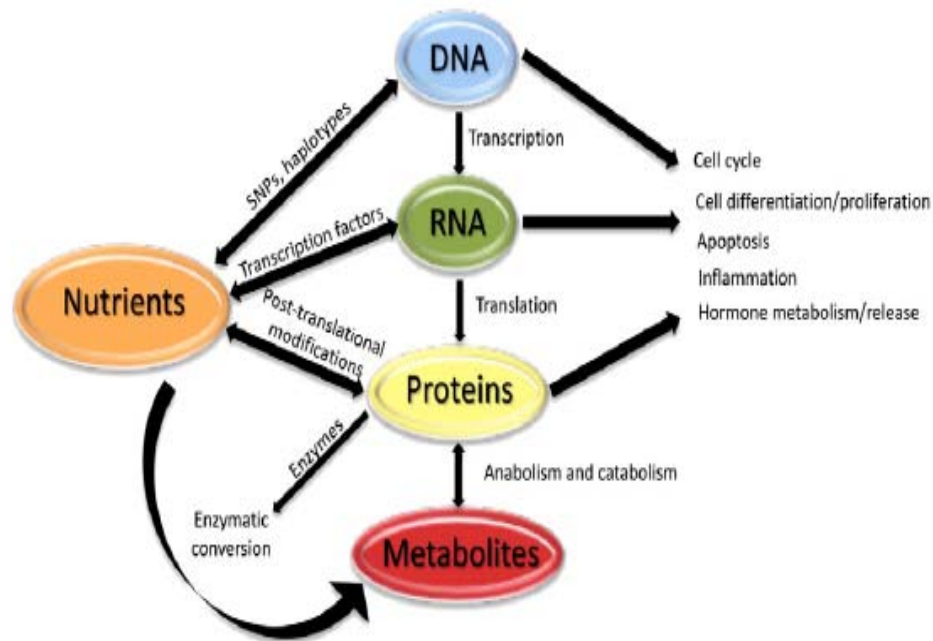 DNA
SNPs, haplotypes
Transcription
Cell cycle
Cell differentiation/proliferation
RNA
Transcription factors
Apoptosis
Inflammation
Nutrients
Post-translational
modifications
Translation
Hormone metabolism/release
Proteins
Enzymes
Anabolism and catabolism
Enzymatic
conversion
Metabolites